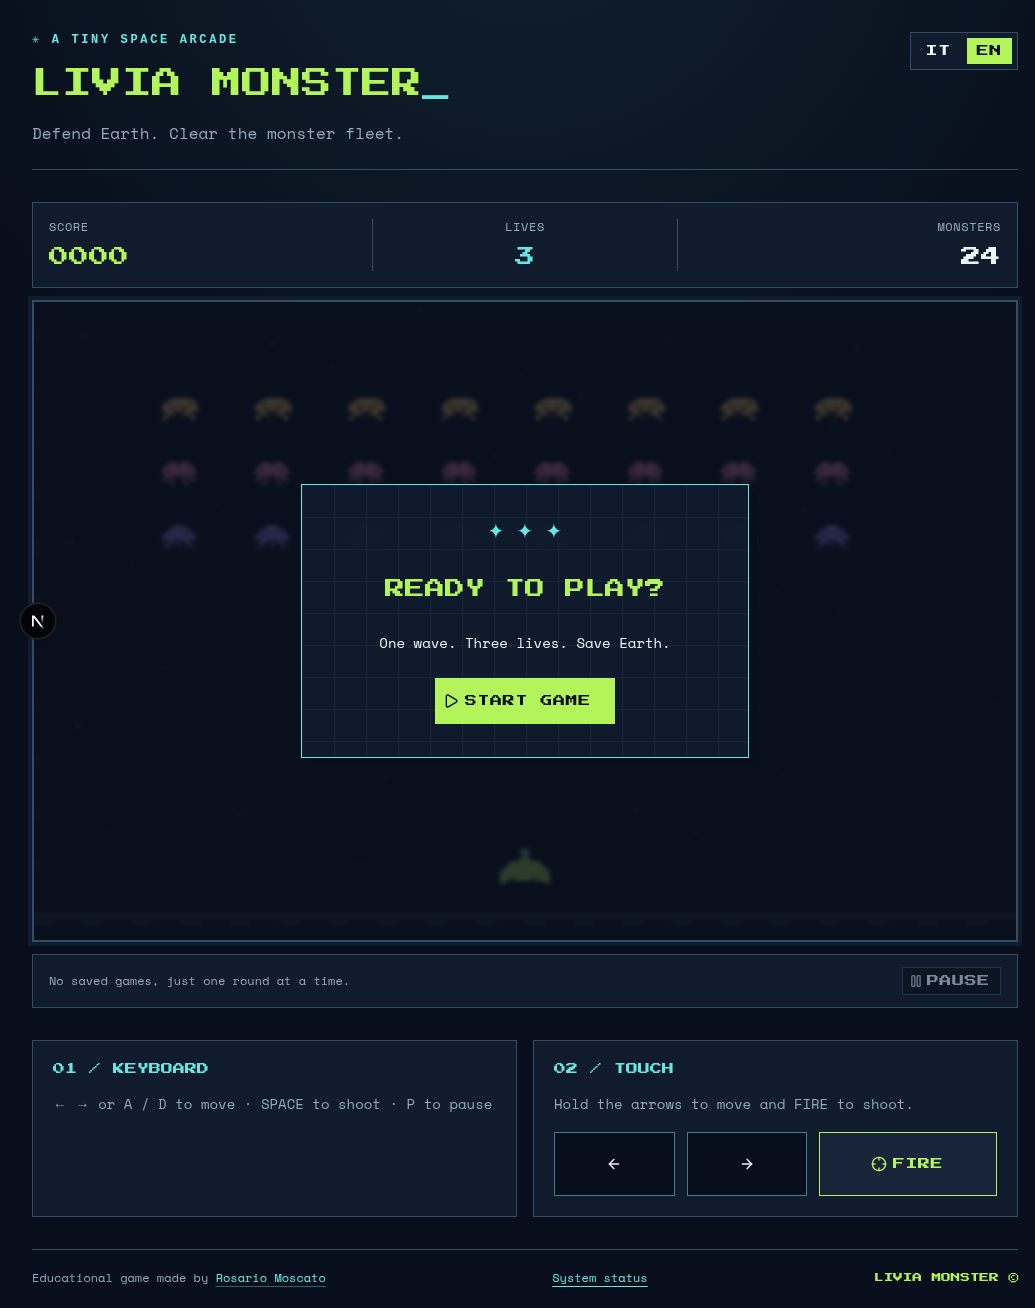 ✳ A TINY SPACE ARCADE
IT EN
LIVIA MONSTER_
Defend Earth. Clear the monster fleet.
SCORE LIVES MONSTERS
0000 3 24
✦ ✦ ✦
READY TO PLAY?
N
One wave. Three lives. Save Earth.
START GAME
No saved games, just one round at a time.
PAUSE
01 / KEYBOARD
← → or A / D to move · SPACE to shoot · P to pause
02 / TOUCH
Hold the arrows to move and FIRE to shoot.
← → FIRE
Educational game made by Rosario Moscato
System status
LIVIA MONSTER ©